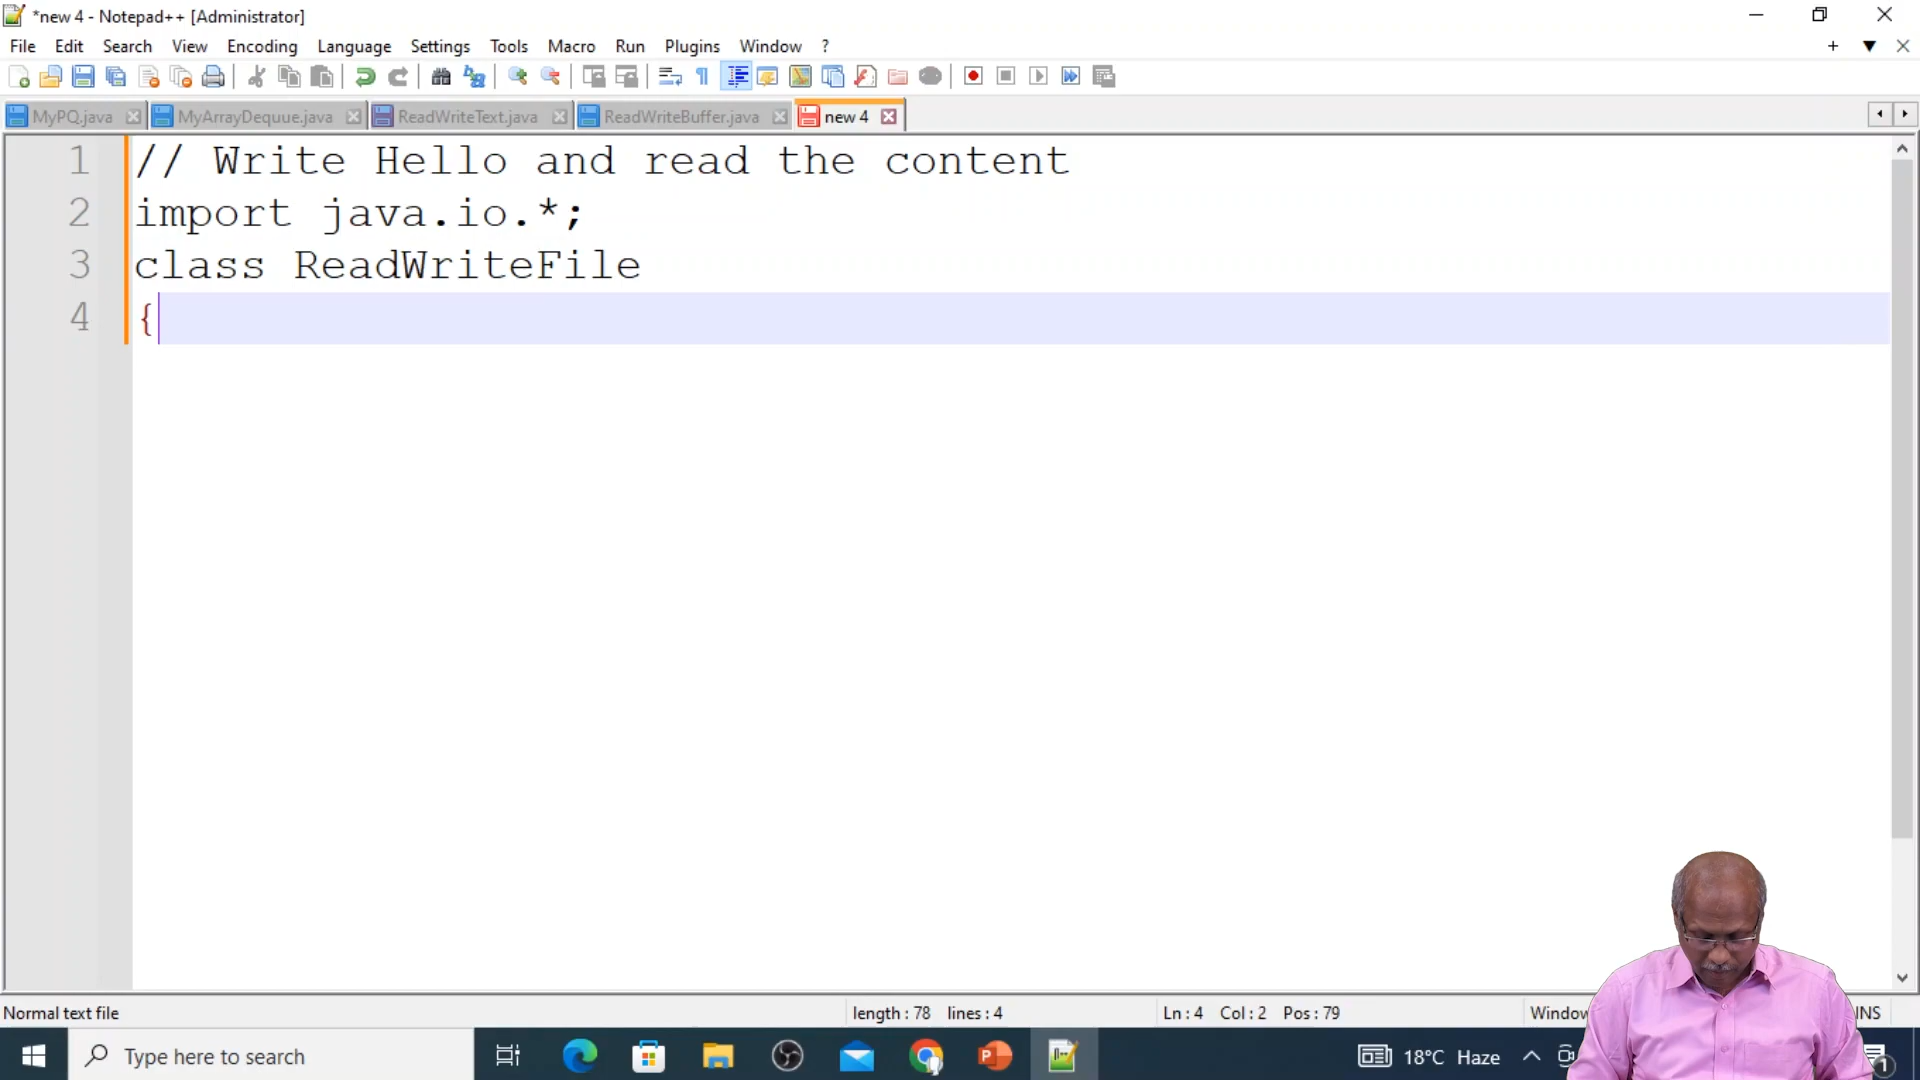 *new 4 - Notepad++ [Administrator]
File Edit Search View Encoding Language Settings Tools Macro Run Plugins Window ?
MyPQ.java MyArrayDequue.java ReadWriteText.java ReadWriteBuffer.java new 4
1 // Write Hello and read the content
2 import java.io.*;
3 class ReadWriteFile
4 {
Normal text file length : 78 lines : 4 Ln : 4 Col : 2 Pos : 79 Window INS
Type here to search 18°C Haze 1